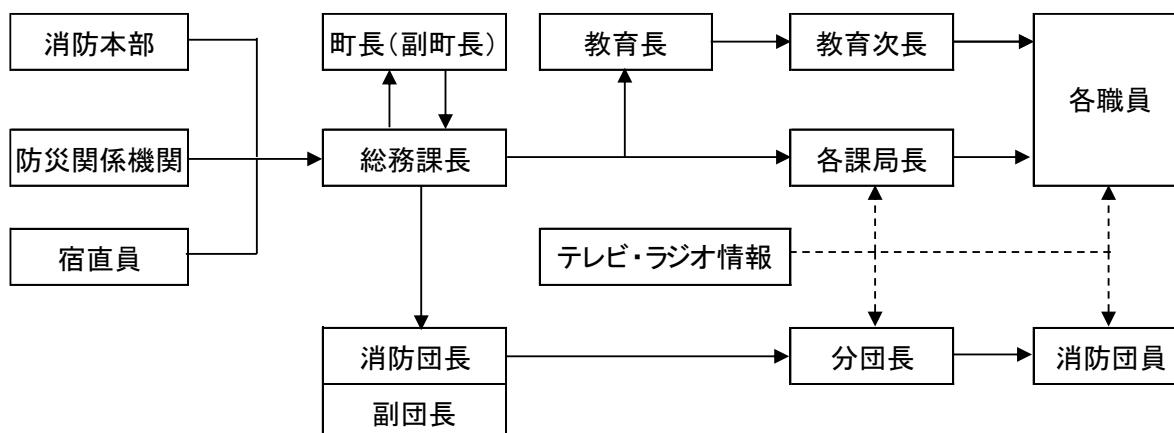 消防本部
町長（副町長）
教育長
教育次長
各職員
防災関係機関
総務課長
各課局長
宿直員
テレビ・ラジオ情報
消防団長
分団長
消防団員
副団長